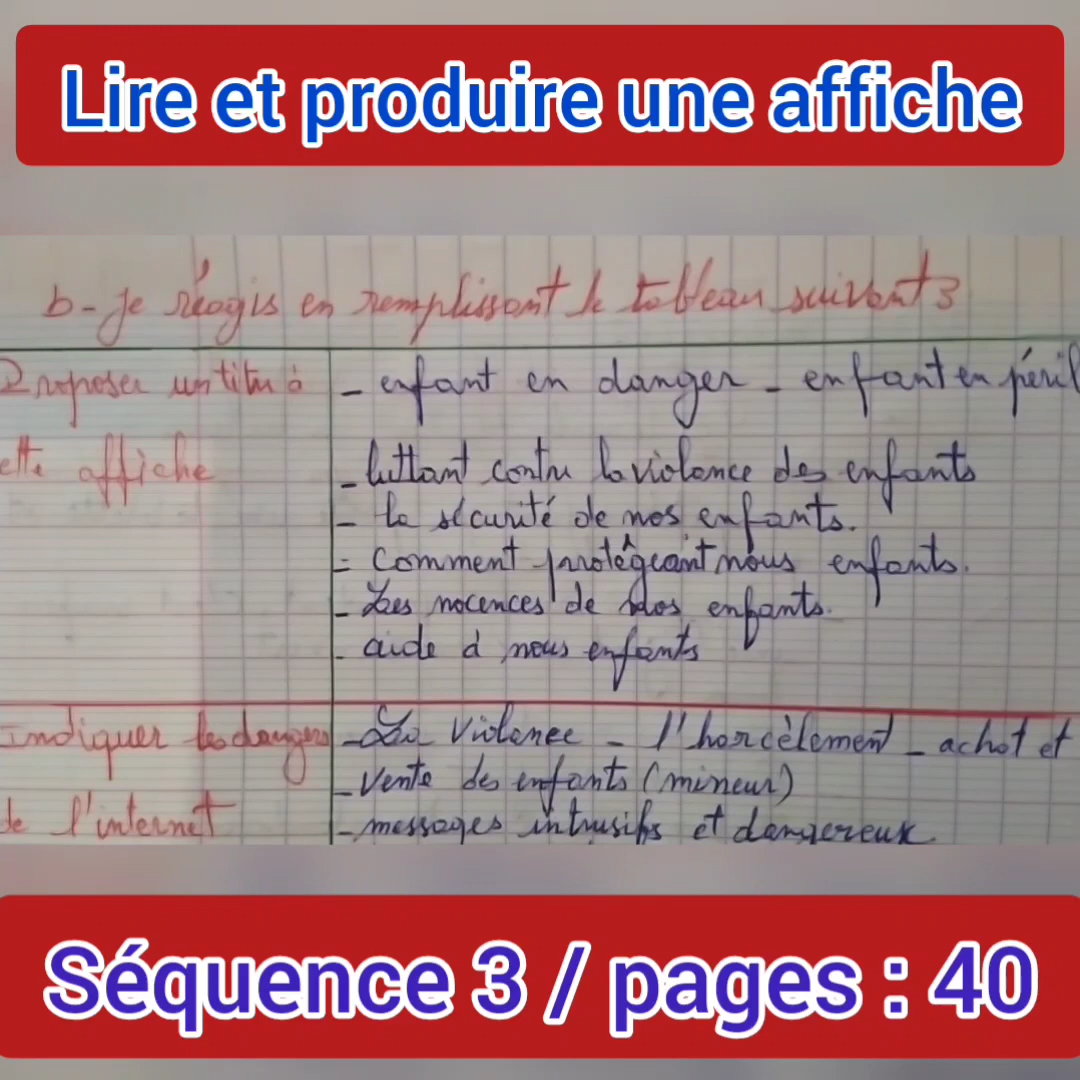 Lire et produire une affiche
b- je réagis en remplissant le tableau suivant :
Proposer un titre à
- enfant en danger - enfant en péril
ette affiche
- luttant contre la violence des enfants
- la sécurité de nos enfants.
- comment protêgeant nous enfants.
- Les nocences de nos enfants.
- aide à nous enfants
Indiquer les dangers
- La violence - l'harcèlement - achat et
- vente des enfants (mineur)
de l'internet
- messages intrusifs et dangereux
Séquence 3 / pages : 40